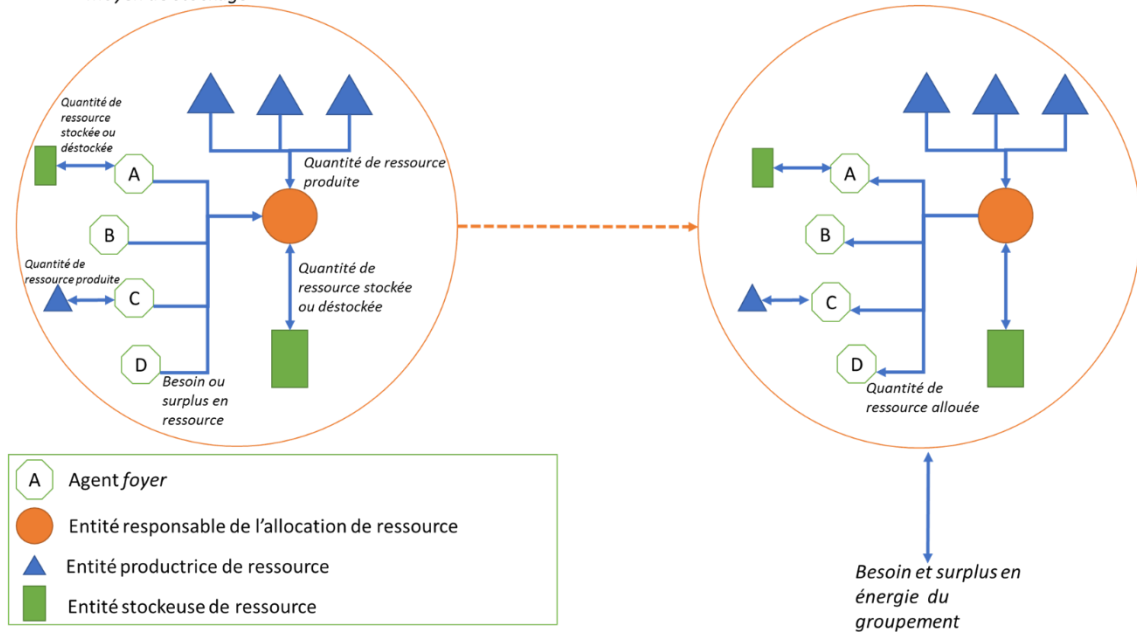 Quantité de
ressource
stockée ou
déstockée
A
Quantité de ressource
produite
B
Quantité de
ressource produite
C
Quantité de
ressource stockée
ou déstockée
D
Besoin ou
surplus en
ressource
A
B
C
D
Quantité de
ressource allouée
A Agent foyer
Entité responsable de l'allocation de ressource
Entité productrice de ressource
Entité stockeuse de ressource
Besoin et surplus en
énergie du
groupement